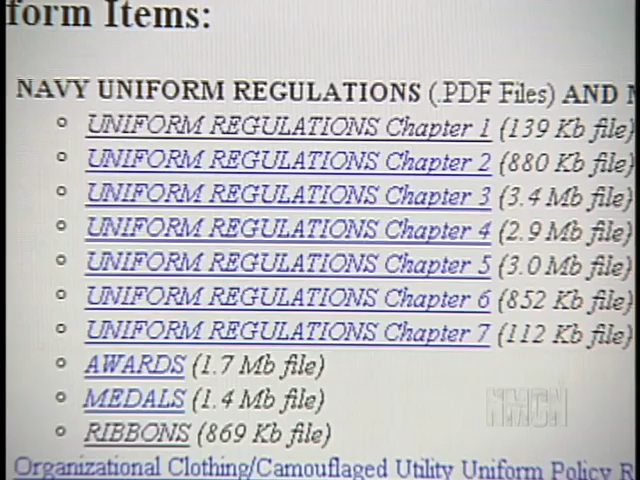 form Items:
NAVY UNIFORM REGULATIONS (.PDF Files) AND
UNIFORM REGULATIONS Chapter 1 (139 Kb file)
UNIFORM REGULATIONS Chapter 2 (880 Kb file)
UNIFORM REGULATIONS Chapter 3 (3.4 Mb file)
UNIFORM REGULATIONS Chapter 4 (2.9 Mb file)
UNIFORM REGULATIONS Chapter 5 (3.0 Mb file)
UNIFORM REGULATIONS Chapter 6 (852 Kb file)
UNIFORM REGULATIONS Chapter 7 (112 Kb file)
AWARDS (1.7 Mb file)
MEDALS (1.4 Mb file)
NMCN
RIBBONS (869 Kb file)
Organizational Clothing/Camouflaged Utility Uniform Policy R